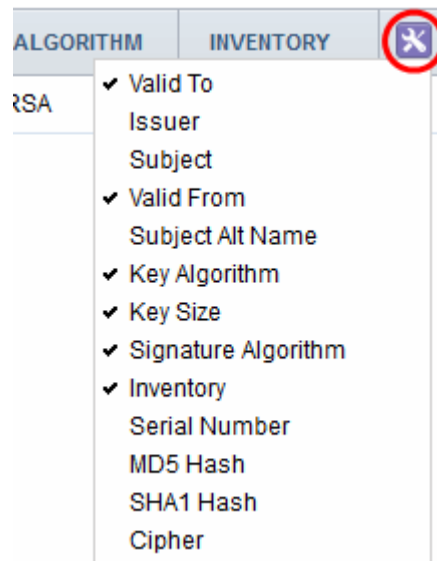 ALGORITHM INVENTORY
RSA
✔ Valid To
Issuer
Subject
✔ Valid From
Subject Alt Name
✔ Key Algorithm
✔ Key Size
✔ Signature Algorithm
✔ Inventory
Serial Number
MD5 Hash
SHA1 Hash
Cipher